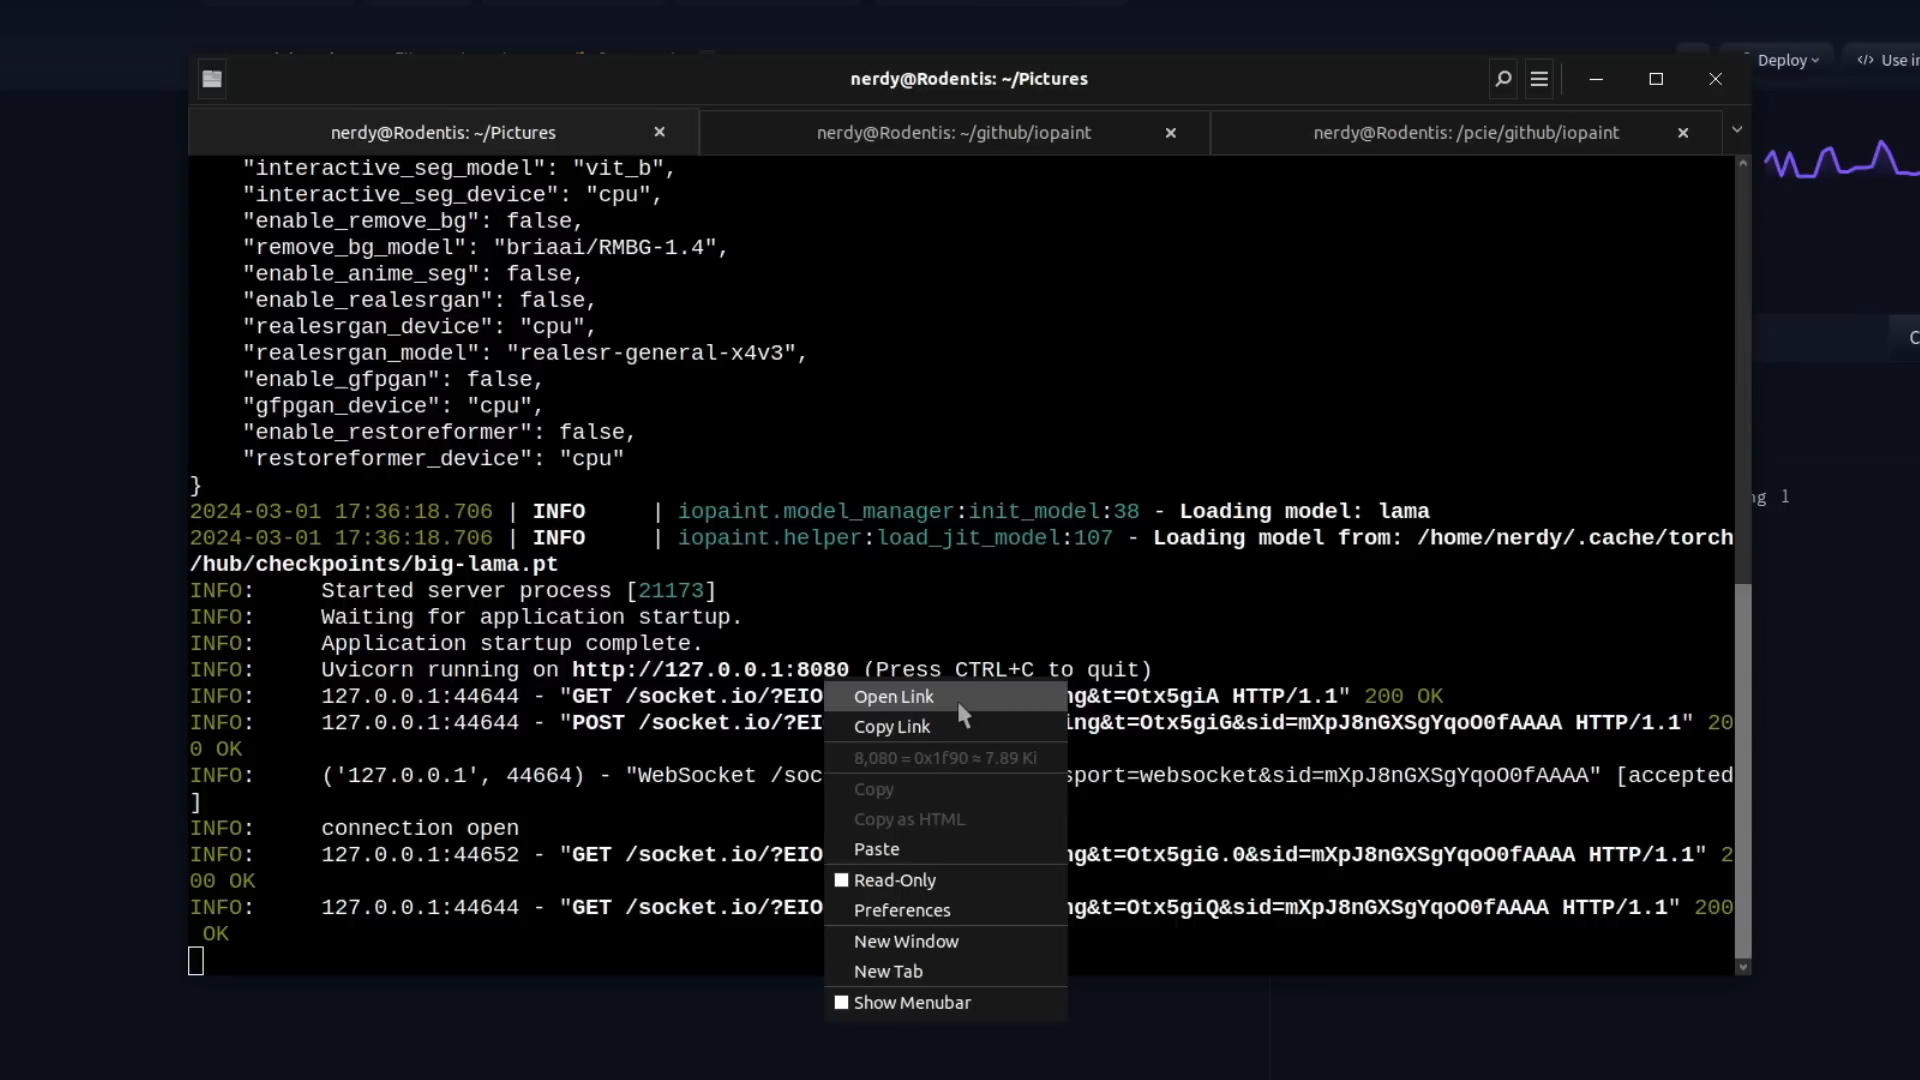 Deploy
</> Use in
nerdy@Rodentis: ~/Pictures
nerdy@Rodentis: ~/Pictures
nerdy@Rodentis: ~/github/iopaint
nerdy@Rodentis: /pcie/github/iopaint
"interactive_seg_model": "vit_b",
"interactive_seg_device": "cpu",
"enable_remove_bg": false,
"remove_bg_model": "briaai/RMBG-1.4",
"enable_anime_seg": false,
"enable_realesrgan": false,
"realesrgan_device": "cpu",
"realesrgan_model": "realesr-general-x4v3",
"enable_gfpgan": false,
"gfpgan_device": "cpu",
"enable_restoreformer": false,
"restoreformer_device": "cpu"
}
2024-03-01 17:36:18.706 | INFO | iopaint.model_manager:init_model:38 - Loading model: lama
2024-03-01 17:36:18.706 | INFO | iopaint.helper:load_jit_model:107 - Loading model from: /home/nerdy/.cache/torch
/hub/checkpoints/big-lama.pt
INFO: Started server process [21173]
INFO: Waiting for application startup.
INFO: Application startup complete.
INFO: Uvicorn running on http://127.0.0.1:8080 (Press CTRL+C to quit)
INFO: 127.0.0.1:44644 - "GET /socket.io/?EIO ng&t=Otx5giA HTTP/1.1" 200 OK
INFO: 127.0.0.1:44644 - "POST /socket.io/?EI ing&t=Otx5giG&sid=mXpJ8nGXSgYqoO0fAAAA HTTP/1.1" 20
0 OK
INFO: ('127.0.0.1', 44664) - "WebSocket /soc sport=websocket&sid=mXpJ8nGXSgYqoO0fAAAA" [accepted
]
INFO: connection open
INFO: 127.0.0.1:44652 - "GET /socket.io/?EIO ng&t=Otx5giG.0&sid=mXpJ8nGXSgYqoO0fAAAA HTTP/1.1" 2
00 OK
INFO: 127.0.0.1:44644 - "GET /socket.io/?EIO ng&t=Otx5giQ&sid=mXpJ8nGXSgYqoO0fAAAA HTTP/1.1" 200
OK
Open Link
Copy Link
8,080 = 0x1f90 ≈ 7.89 Ki
Copy
Copy as HTML
Paste
Read-Only
Preferences
New Window
New Tab
Show Menubar